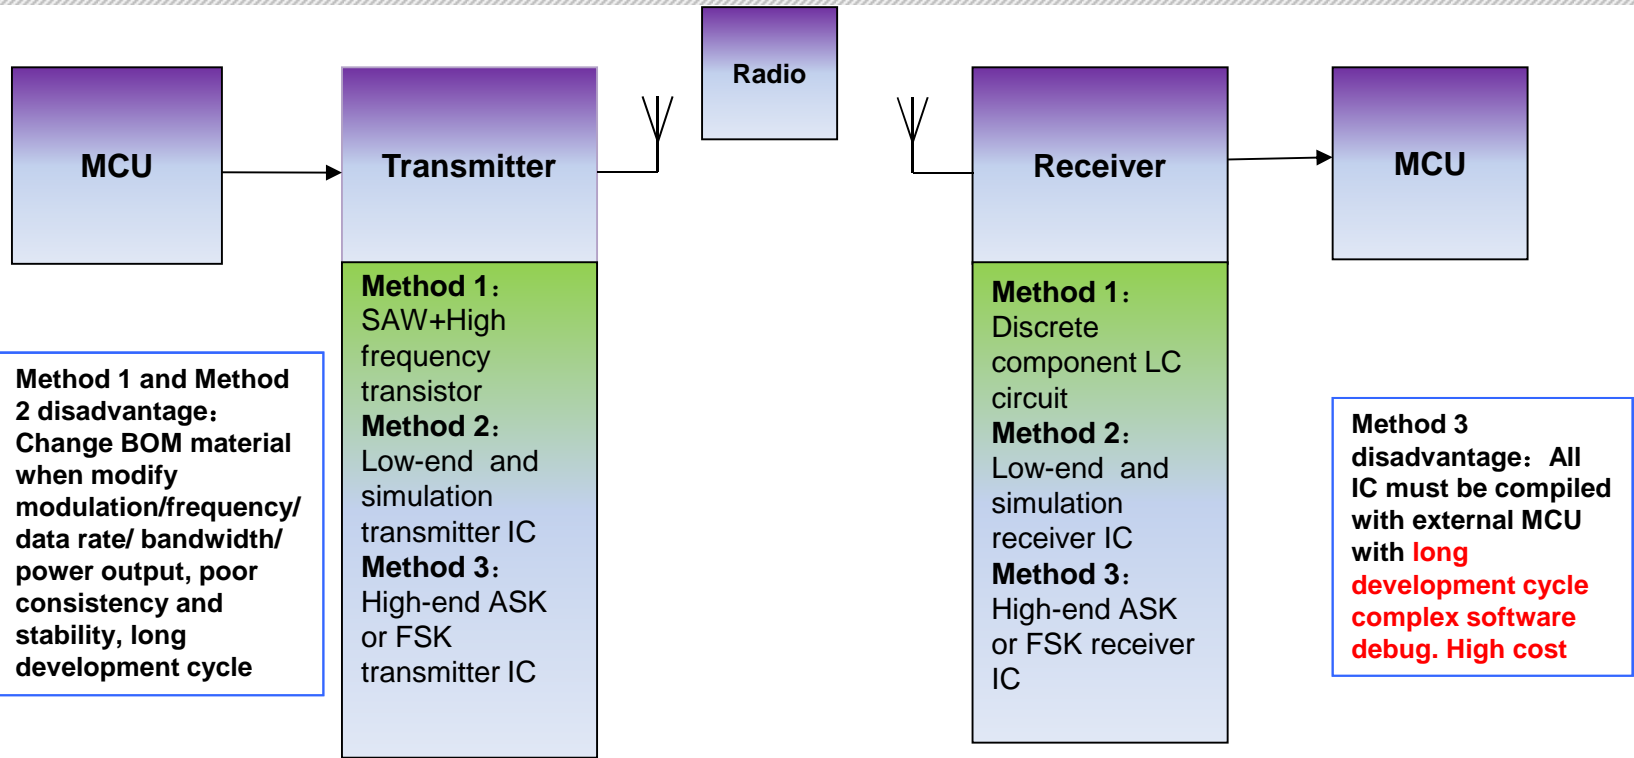 Radio
MCU
Transmitter
Receiver
MCU
Method 1：
SAW+High
frequency
transistor
Method 2：
Low-end and
simulation
transmitter IC
Method 3：
High-end ASK
or FSK
transmitter IC
Method 1：
Discrete
component LC
circuit
Method 2：
Low-end and
simulation
receiver IC
Method 3：
High-end ASK
or FSK receiver
IC
Method 1 and Method
2 disadvantage：
Change BOM material
when modify
modulation/frequency/
data rate/ bandwidth/
power output, poor
consistency and
stability, long
development cycle
Method 3
disadvantage：All
IC must be compiled
with external MCU
with long
development cycle
complex software
debug. High cost